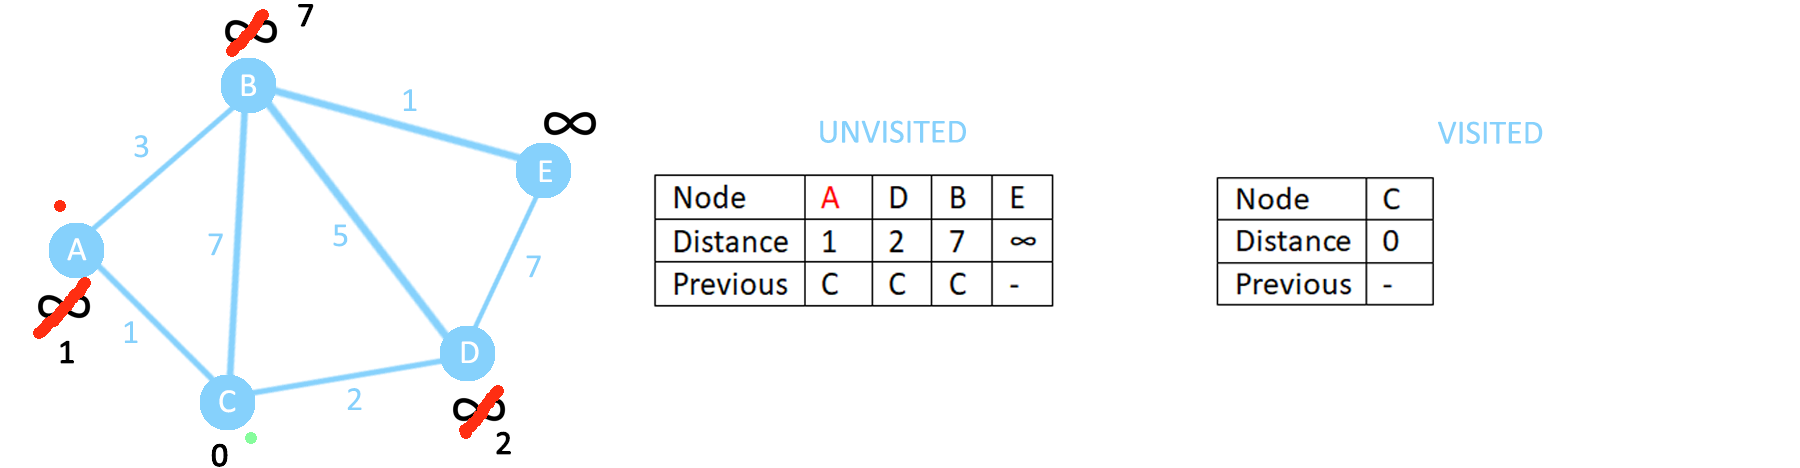 ∞ 7
B
1
∞
3
E
A
7
5
7
∞
1
1
D
C
2
∞
0
2
UNVISITED
Node A D B E
Distance 1 2 7 ∞
Previous C C C -
VISITED
Node C
Distance 0
Previous -